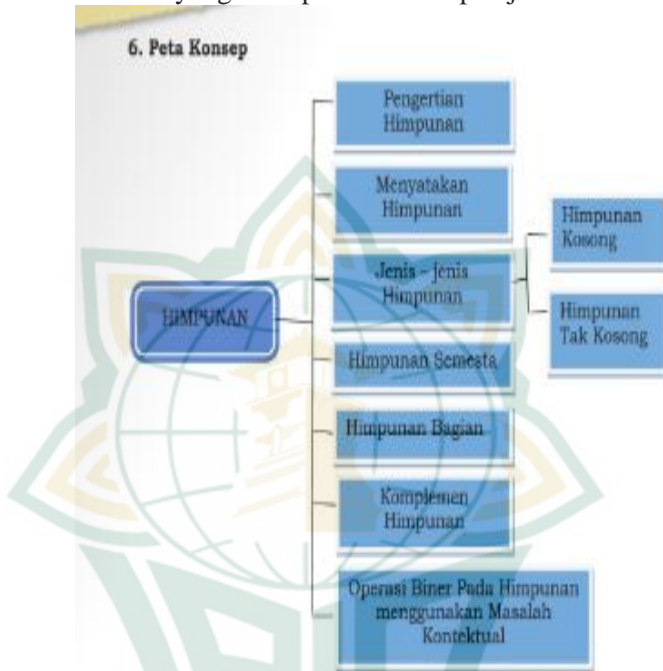 6. Peta Konsep
Pengertian
Himpunan
Menyatakan
Himpunan
Jenis – jenis
Himpunan
Himpunan
Kosong
Himpunan
Tak Kosong
HIMPUNAN
Himpunan Semesta
Himpunan Bagian
Komplemen
Himpunan
Operasi Biner Pada Himpunan
menggunakan Masalah
Kontektual